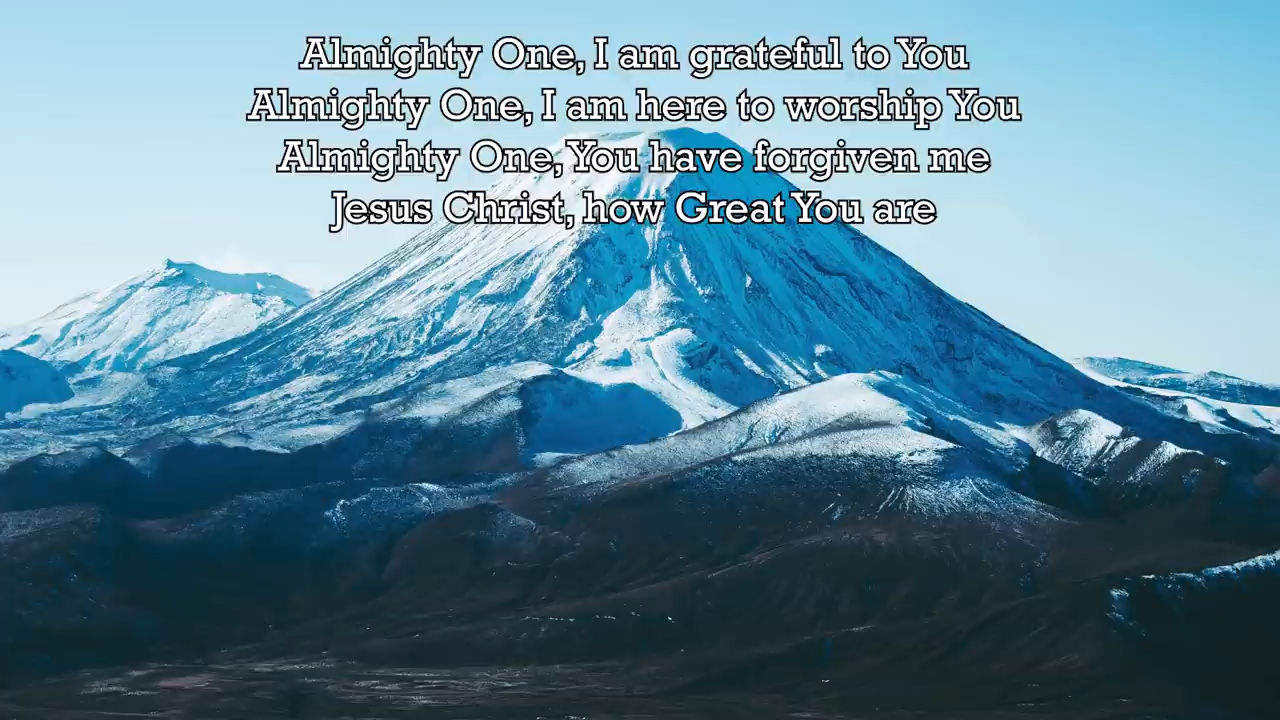 Almighty One, I am grateful to You
Almighty One, I am here to worship You
Almighty One, You have forgiven me
Jesus Christ, how Great You are